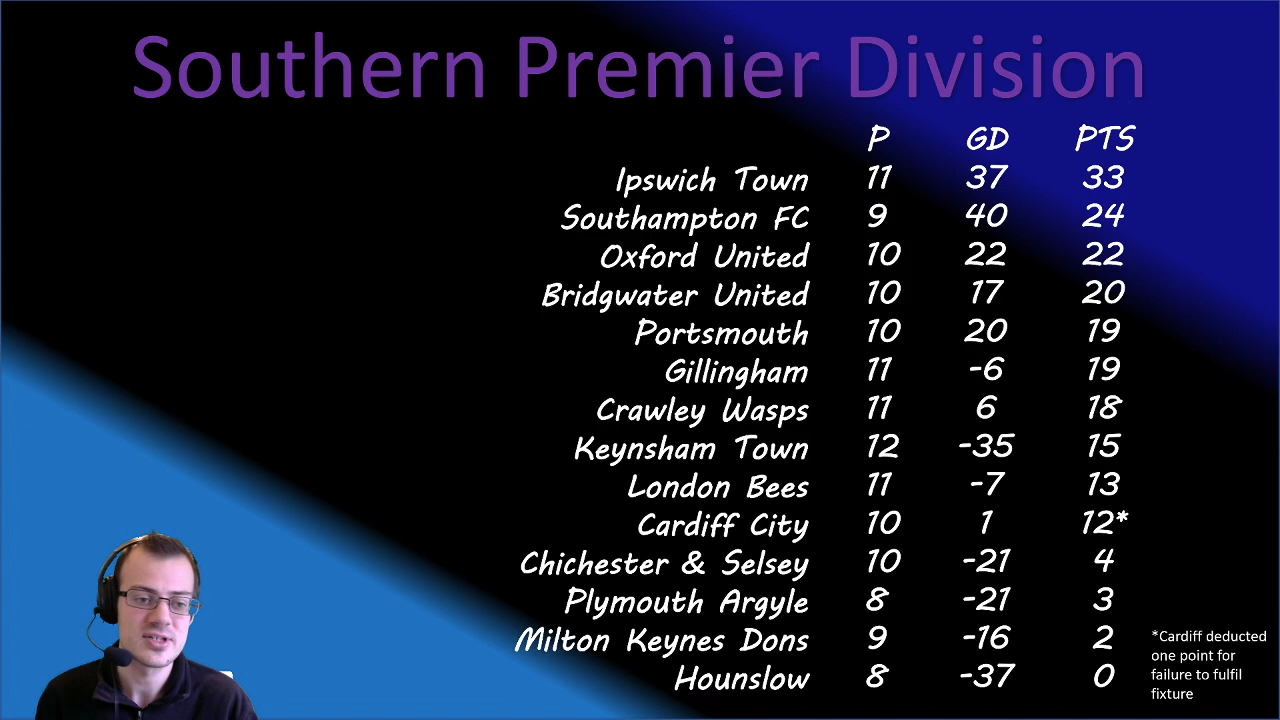 Southern Premier Division
P GD PTS
Ipswich Town 11 37 33
Southampton FC 9 40 24
Oxford United 10 22 22
Bridgwater United 10 17 20
Portsmouth 10 20 19
Gillingham 11 -6 19
Crawley Wasps 11 6 18
Keynsham Town 12 -35 15
London Bees 11 -7 13
Cardiff City 10 1 12*
Chichester & Selsey 10 -21 4
Plymouth Argyle 8 -21 3
Milton Keynes Dons 9 -16 2
Hounslow 8 -37 0
*Cardiff deducted
one point for
failure to fulfil
fixture